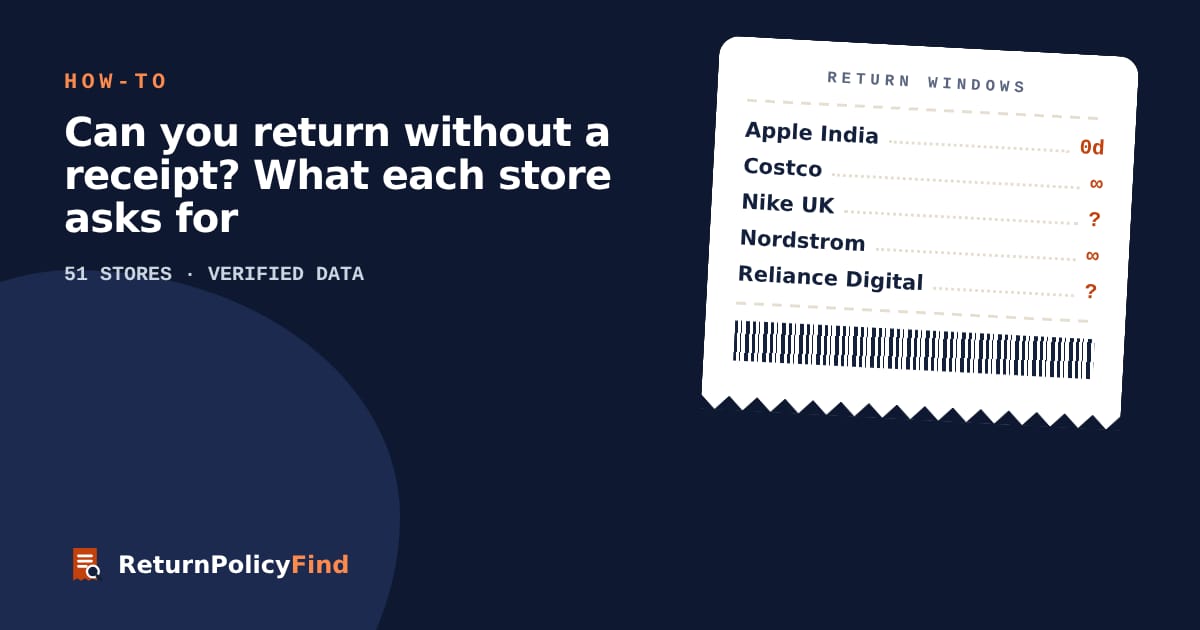 HOW-TO
Can you return without a
receipt? What each store
asks for
51 STORES · VERIFIED DATA
RETURN WINDOWS
Apple India 0d
Costco ∞
Nike UK ?
Nordstrom ∞
Reliance Digital ?
ReturnPolicyFind